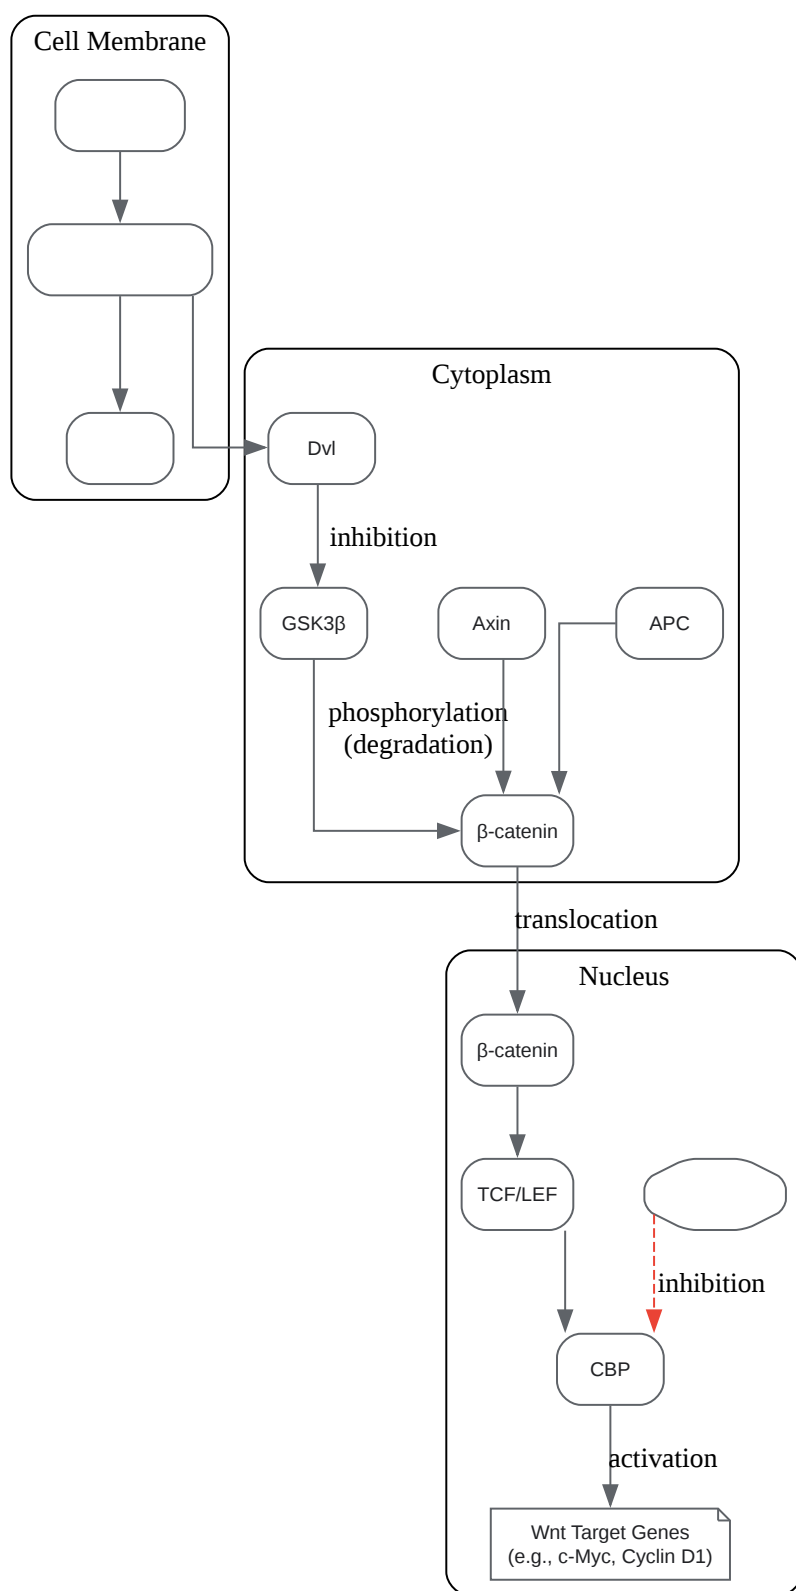 Cell Membrane
Cytoplasm
Dvl
inhibition
GSK3β
Axin
APC
phosphorylation
(degradation)
β-catenin
translocation
Nucleus
β-catenin
TCF/LEF
inhibition
CBP
activation
Wnt Target Genes
(e.g., c-Myc, Cyclin D1)